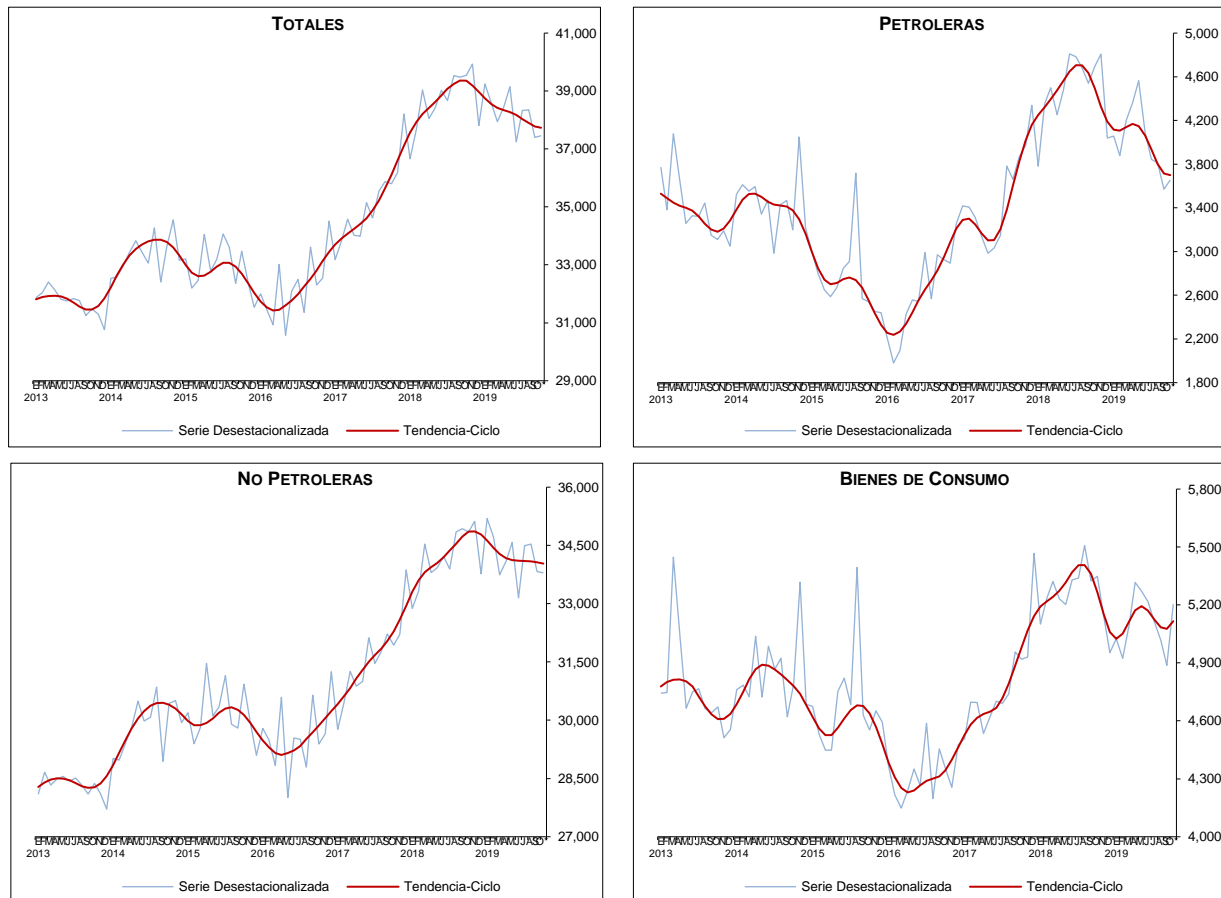 TOTALES
41,000
39,000
37,000
35,000
33,000
31,000
29,000
2013 2014 2015 2016 2017 2018 2019
Serie Desestacionalizada Tendencia-Ciclo
PETROLERAS
5,000
4,600
4,200
3,800
3,400
3,000
2,600
2,200
1,800
2013 2014 2015 2016 2017 2018 2019
Serie Desestacionalizada Tendencia-Ciclo
NO PETROLERAS
36,000
34,500
33,000
31,500
30,000
28,500
27,000
2013 2014 2015 2016 2017 2018 2019
Serie Desestacionalizada Tendencia-Ciclo
BIENES DE CONSUMO
5,800
5,500
5,200
4,900
4,600
4,300
4,000
2013 2014 2015 2016 2017 2018 2019
Serie Desestacionalizada Tendencia-Ciclo